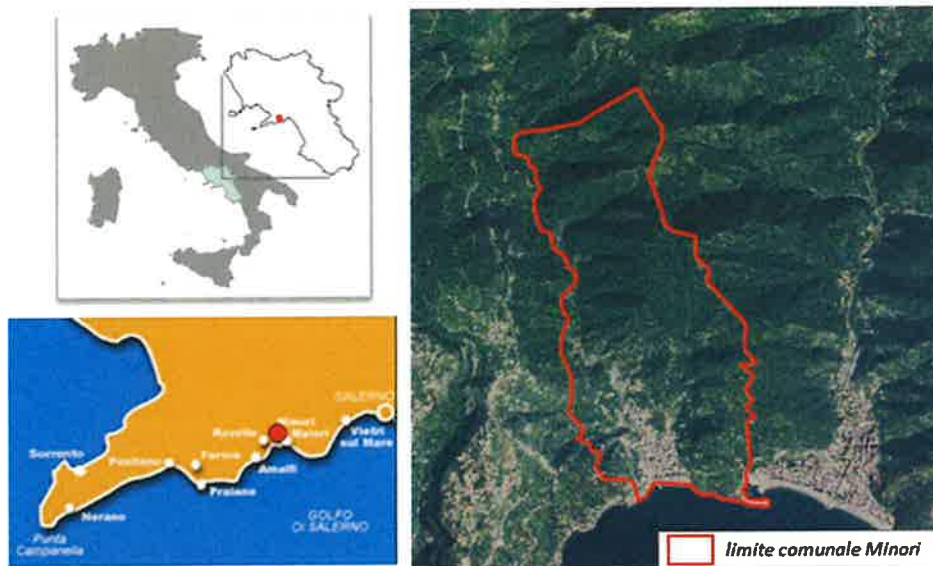 SALERNO
Minori
Ravello
Maiori
Vietri
sul Mare
Sorrento
Positano
Furore
Amalfi
Praiano
Nerano
GOLFO
DI SALERNO
Punta
Campanella
limite comunale Minori